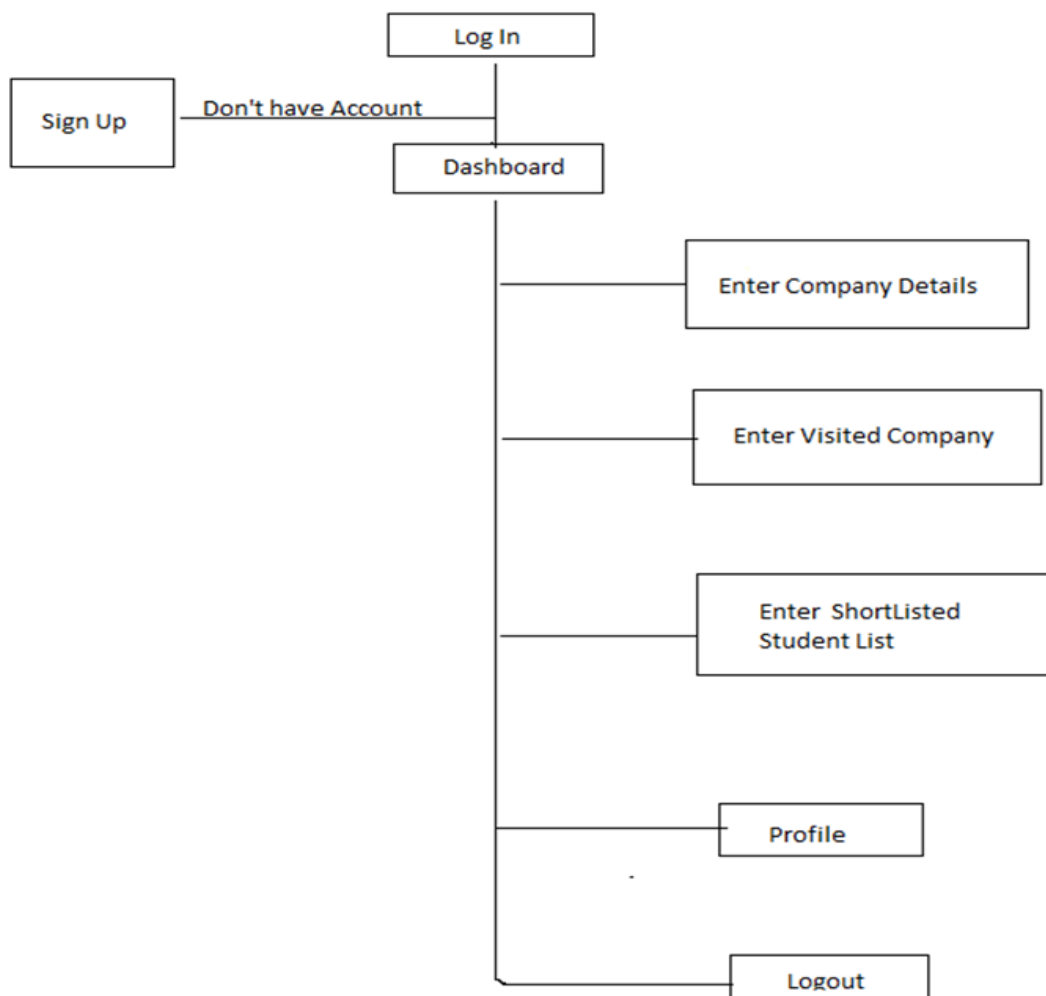 Log In
Don't have Account
Sign Up
Dashboard
Enter Company Details
Enter Visited Company
Enter ShortListed
Student List
Profile
Logout